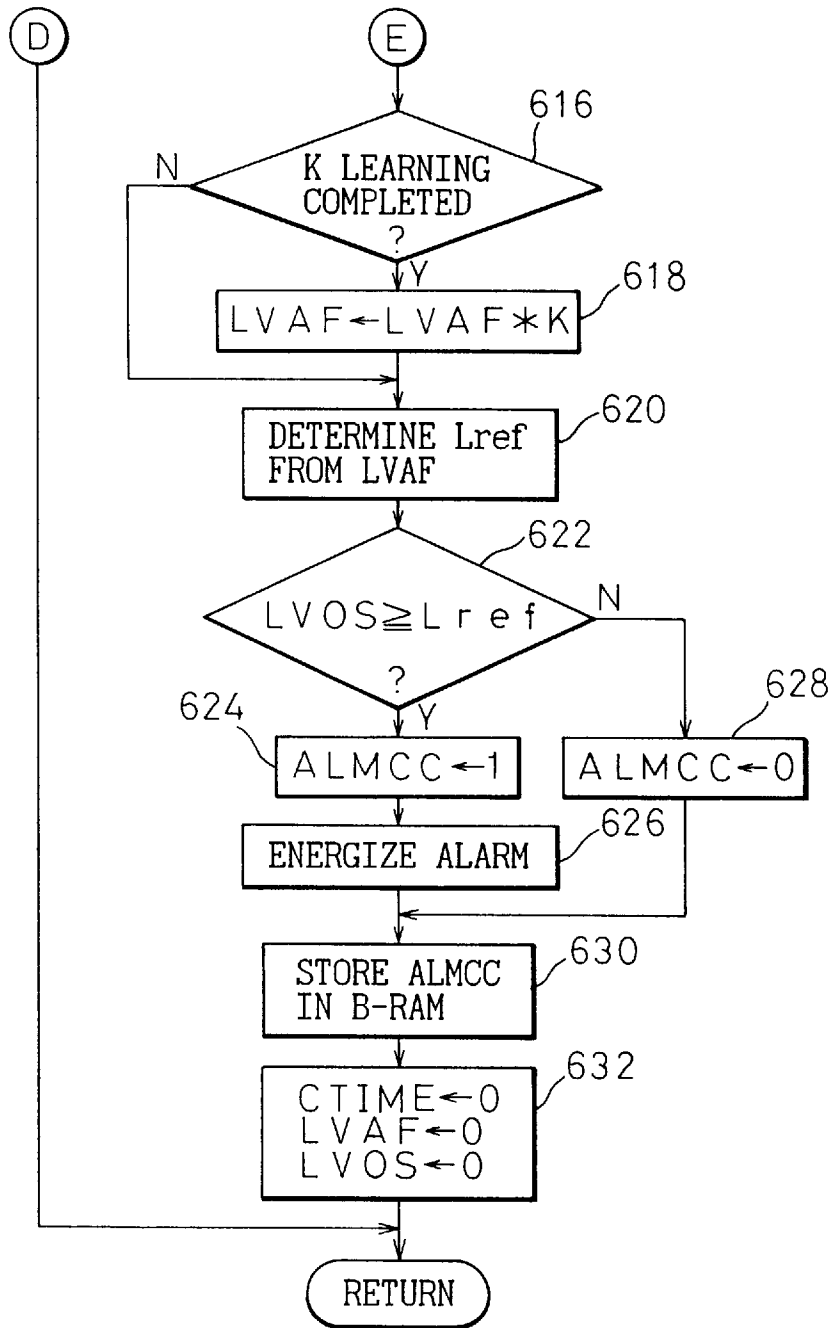 D
E
616
N
K LEARNING
COMPLETED
?
Y
618
LVAF←LVAF*K
620
DETERMINE Lref
FROM LVAF
622
LVOS≧Lref
N
?
Y
624
628
ALMCC←1
ALMCC←0
626
ENERGIZE ALARM
630
STORE ALMCC
IN B-RAM
632
CTIME←0
LVAF←0
LVOS←0
RETURN